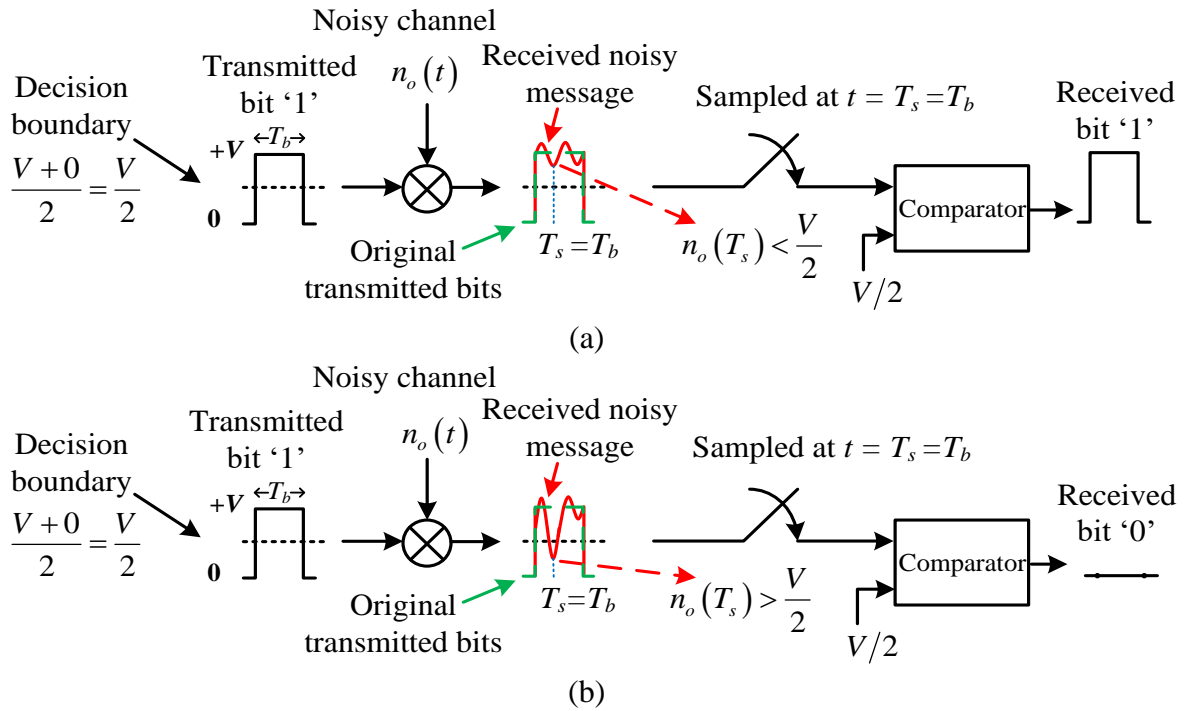 Noisy channel
Decision boundary
Transmitted bit ‘1’
n_o(t)
Received noisy message
Sampled at t = T_s = T_b
Received bit ‘1’
+V
T_b
(V + 0)/2 = V/2
0
Comparator
Original transmitted bits
T_s = T_b
n_o(T_s) < V/2
V/2
(a)
Noisy channel
Decision boundary
Transmitted bit ‘1’
n_o(t)
Received noisy message
Sampled at t = T_s = T_b
Received bit ‘0’
+V
T_b
(V + 0)/2 = V/2
0
Comparator
Original transmitted bits
T_s = T_b
n_o(T_s) > V/2
V/2
(b)